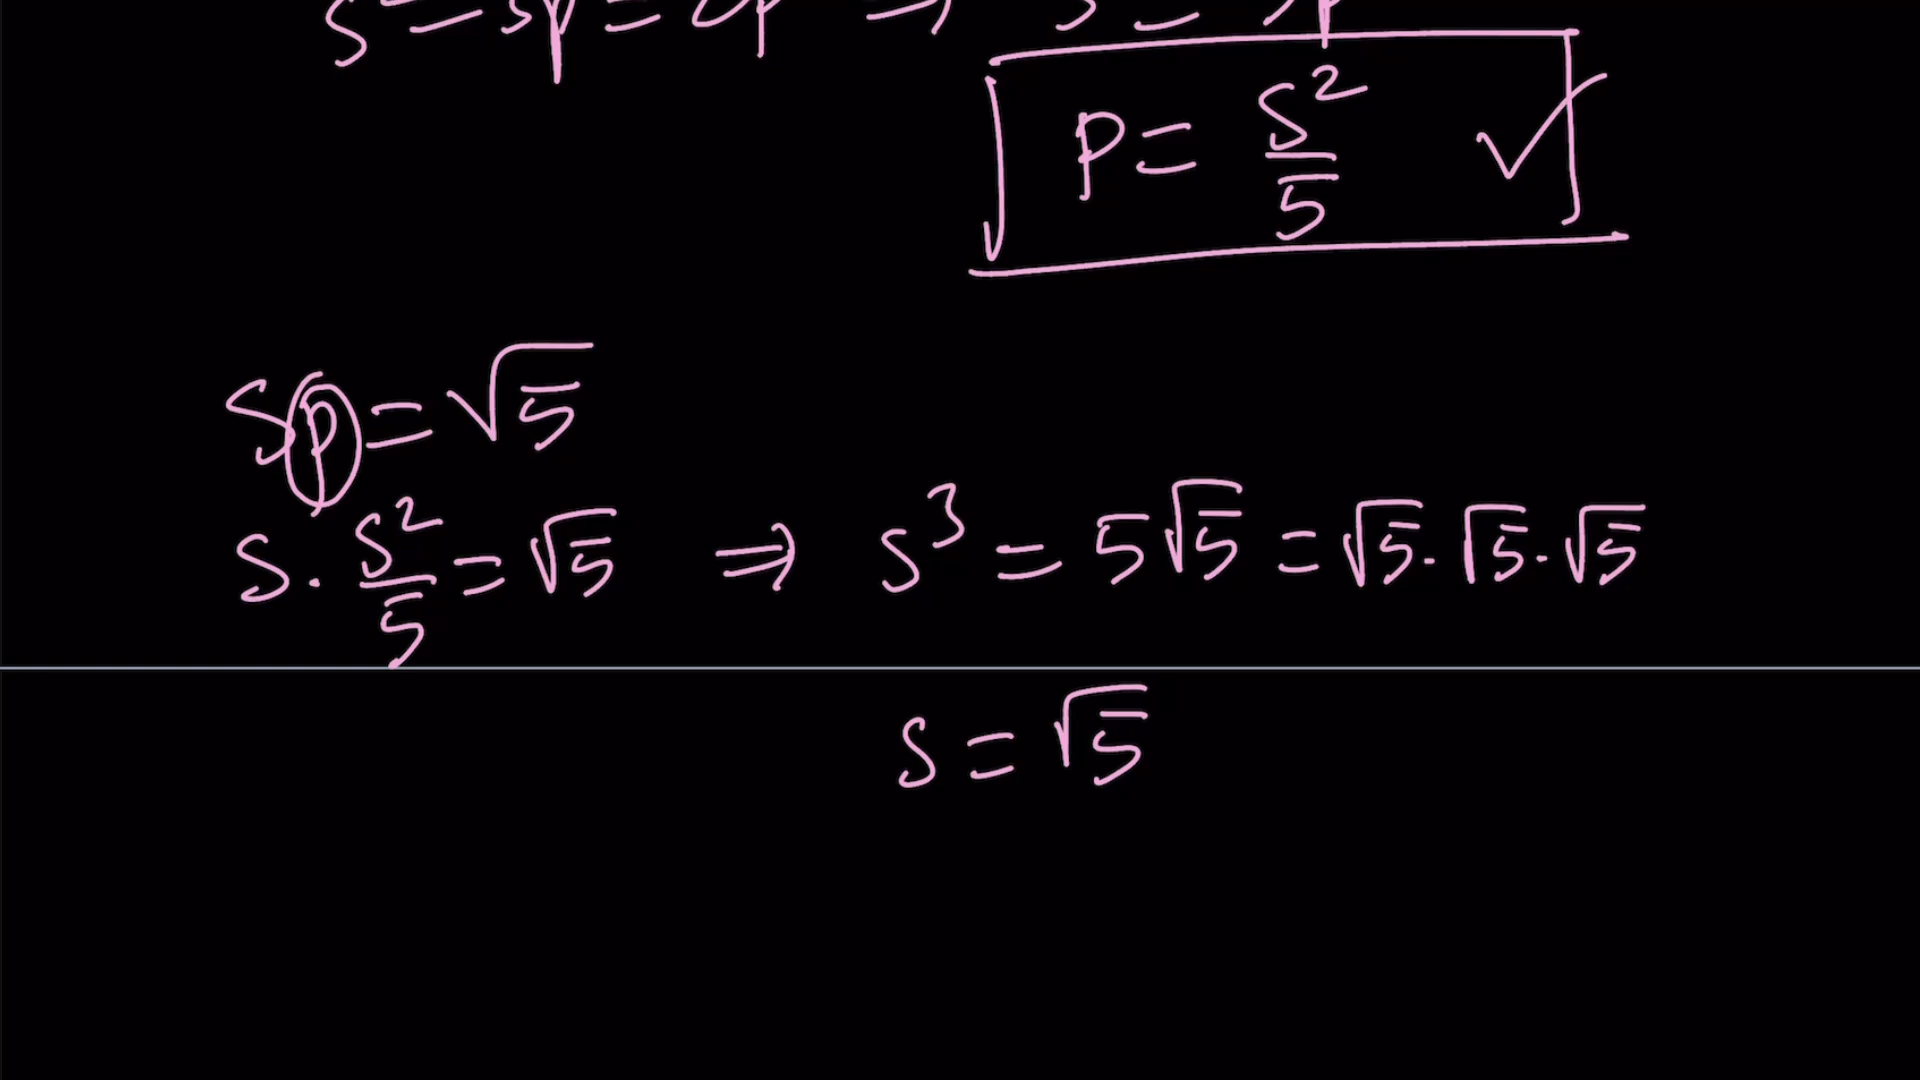 P = s²/5 ✓
sp = √5
s · s²/5 = √5 ⇒ s³ = 5√5 = √5 · √5 · √5
s = √5